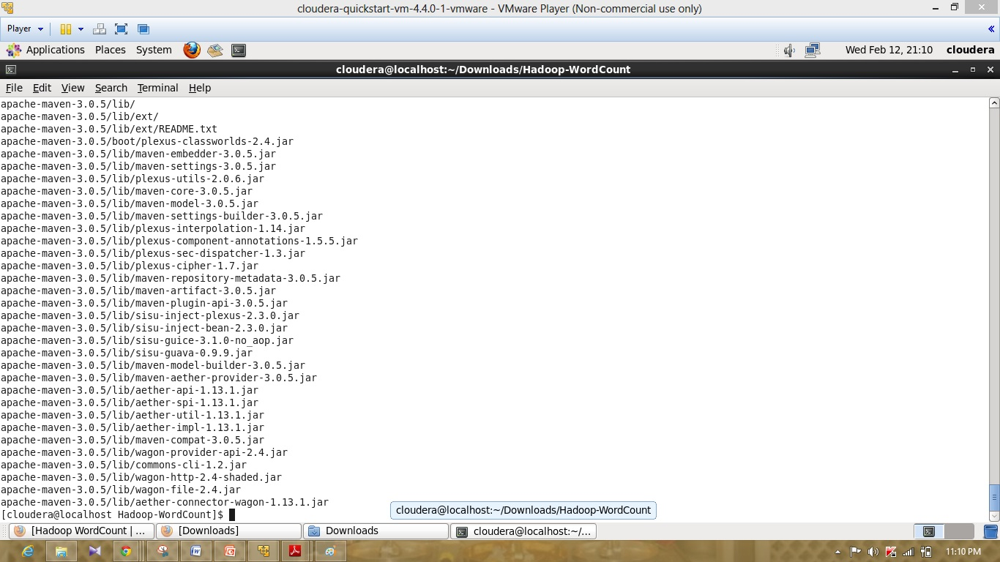 cloudera-quickstart-vm-4.4.0-1-vmware - VMware Player (Non-commercial use only)
Player
Applications Places System Wed Feb 12, 21:10 cloudera
cloudera@localhost:~/Downloads/Hadoop-WordCount
File Edit View Search Terminal Help
apache-maven-3.0.5/lib/
apache-maven-3.0.5/lib/ext/
apache-maven-3.0.5/lib/ext/README.txt
apache-maven-3.0.5/boot/plexus-classworlds-2.4.jar
apache-maven-3.0.5/lib/maven-embedder-3.0.5.jar
apache-maven-3.0.5/lib/maven-settings-3.0.5.jar
apache-maven-3.0.5/lib/plexus-utils-2.0.6.jar
apache-maven-3.0.5/lib/maven-core-3.0.5.jar
apache-maven-3.0.5/lib/maven-model-3.0.5.jar
apache-maven-3.0.5/lib/maven-settings-builder-3.0.5.jar
apache-maven-3.0.5/lib/plexus-interpolation-1.14.jar
apache-maven-3.0.5/lib/plexus-component-annotations-1.5.5.jar
apache-maven-3.0.5/lib/plexus-sec-dispatcher-1.3.jar
apache-maven-3.0.5/lib/plexus-cipher-1.7.jar
apache-maven-3.0.5/lib/maven-repository-metadata-3.0.5.jar
apache-maven-3.0.5/lib/maven-artifact-3.0.5.jar
apache-maven-3.0.5/lib/maven-plugin-api-3.0.5.jar
apache-maven-3.0.5/lib/sisu-inject-plexus-2.3.0.jar
apache-maven-3.0.5/lib/sisu-inject-bean-2.3.0.jar
apache-maven-3.0.5/lib/sisu-guice-3.1.0-no_aop.jar
apache-maven-3.0.5/lib/sisu-guava-0.9.9.jar
apache-maven-3.0.5/lib/maven-model-builder-3.0.5.jar
apache-maven-3.0.5/lib/maven-aether-provider-3.0.5.jar
apache-maven-3.0.5/lib/aether-api-1.13.1.jar
apache-maven-3.0.5/lib/aether-spi-1.13.1.jar
apache-maven-3.0.5/lib/aether-util-1.13.1.jar
apache-maven-3.0.5/lib/aether-impl-1.13.1.jar
apache-maven-3.0.5/lib/maven-compat-3.0.5.jar
apache-maven-3.0.5/lib/wagon-provider-api-2.4.jar
apache-maven-3.0.5/lib/commons-cli-1.2.jar
apache-maven-3.0.5/lib/wagon-http-2.4-shaded.jar
apache-maven-3.0.5/lib/wagon-file-2.4.jar
apache-maven-3.0.5/lib/aether-connector-wagon-1.13.1.jar
[cloudera@localhost Hadoop-WordCount]$
cloudera@localhost:~/Downloads/Hadoop-WordCount
[Hadoop WordCount | ... [Downloads] Downloads cloudera@localhost:~/...
11:10 PM